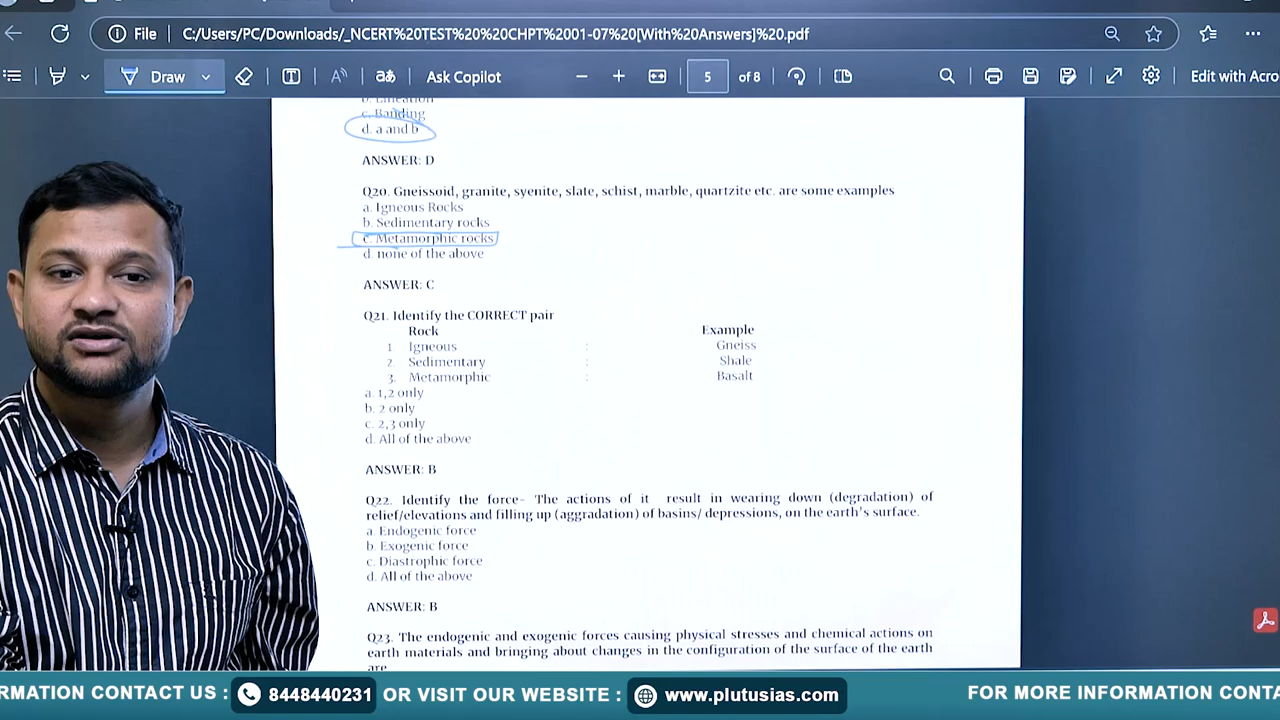 File C:/Users/PC/Downloads/_NCERT%20TEST%20%20CHPT%2001-07%20[With%20Answers]%20.pdf
Draw Ask Copilot 5 of 8 Edit with Acro
b. Lineation
c. Banding
d. a and b
ANSWER: D
Q20. Gneissoid, granite, syenite, slate, schist, marble, quartzite etc. are some examples
a. Igneous Rocks
b. Sedimentary rocks
c. Metamorphic rocks
d. none of the above
ANSWER: C
Q21. Identify the CORRECT pair
Rock Example
1. Igneous : Gneiss
2. Sedimentary : Shale
3. Metamorphic : Basalt
a. 1,2 only
b. 2 only
c. 2,3 only
d. All of the above
ANSWER: B
Q22. Identify the force- The actions of it result in wearing down (degradation) of
relief/elevations and filling up (aggradation) of basins/ depressions, on the earth's surface.
a. Endogenic force
b. Exogenic force
c. Diastrophic force
d. All of the above
ANSWER: B
Q23. The endogenic and exogenic forces causing physical stresses and chemical actions on
earth materials and bringing about changes in the configuration of the surface of the earth
are
RMATION CONTACT US : 8448440231 OR VISIT OUR WEBSITE : www.plutusias.com FOR MORE INFORMATION CONTA